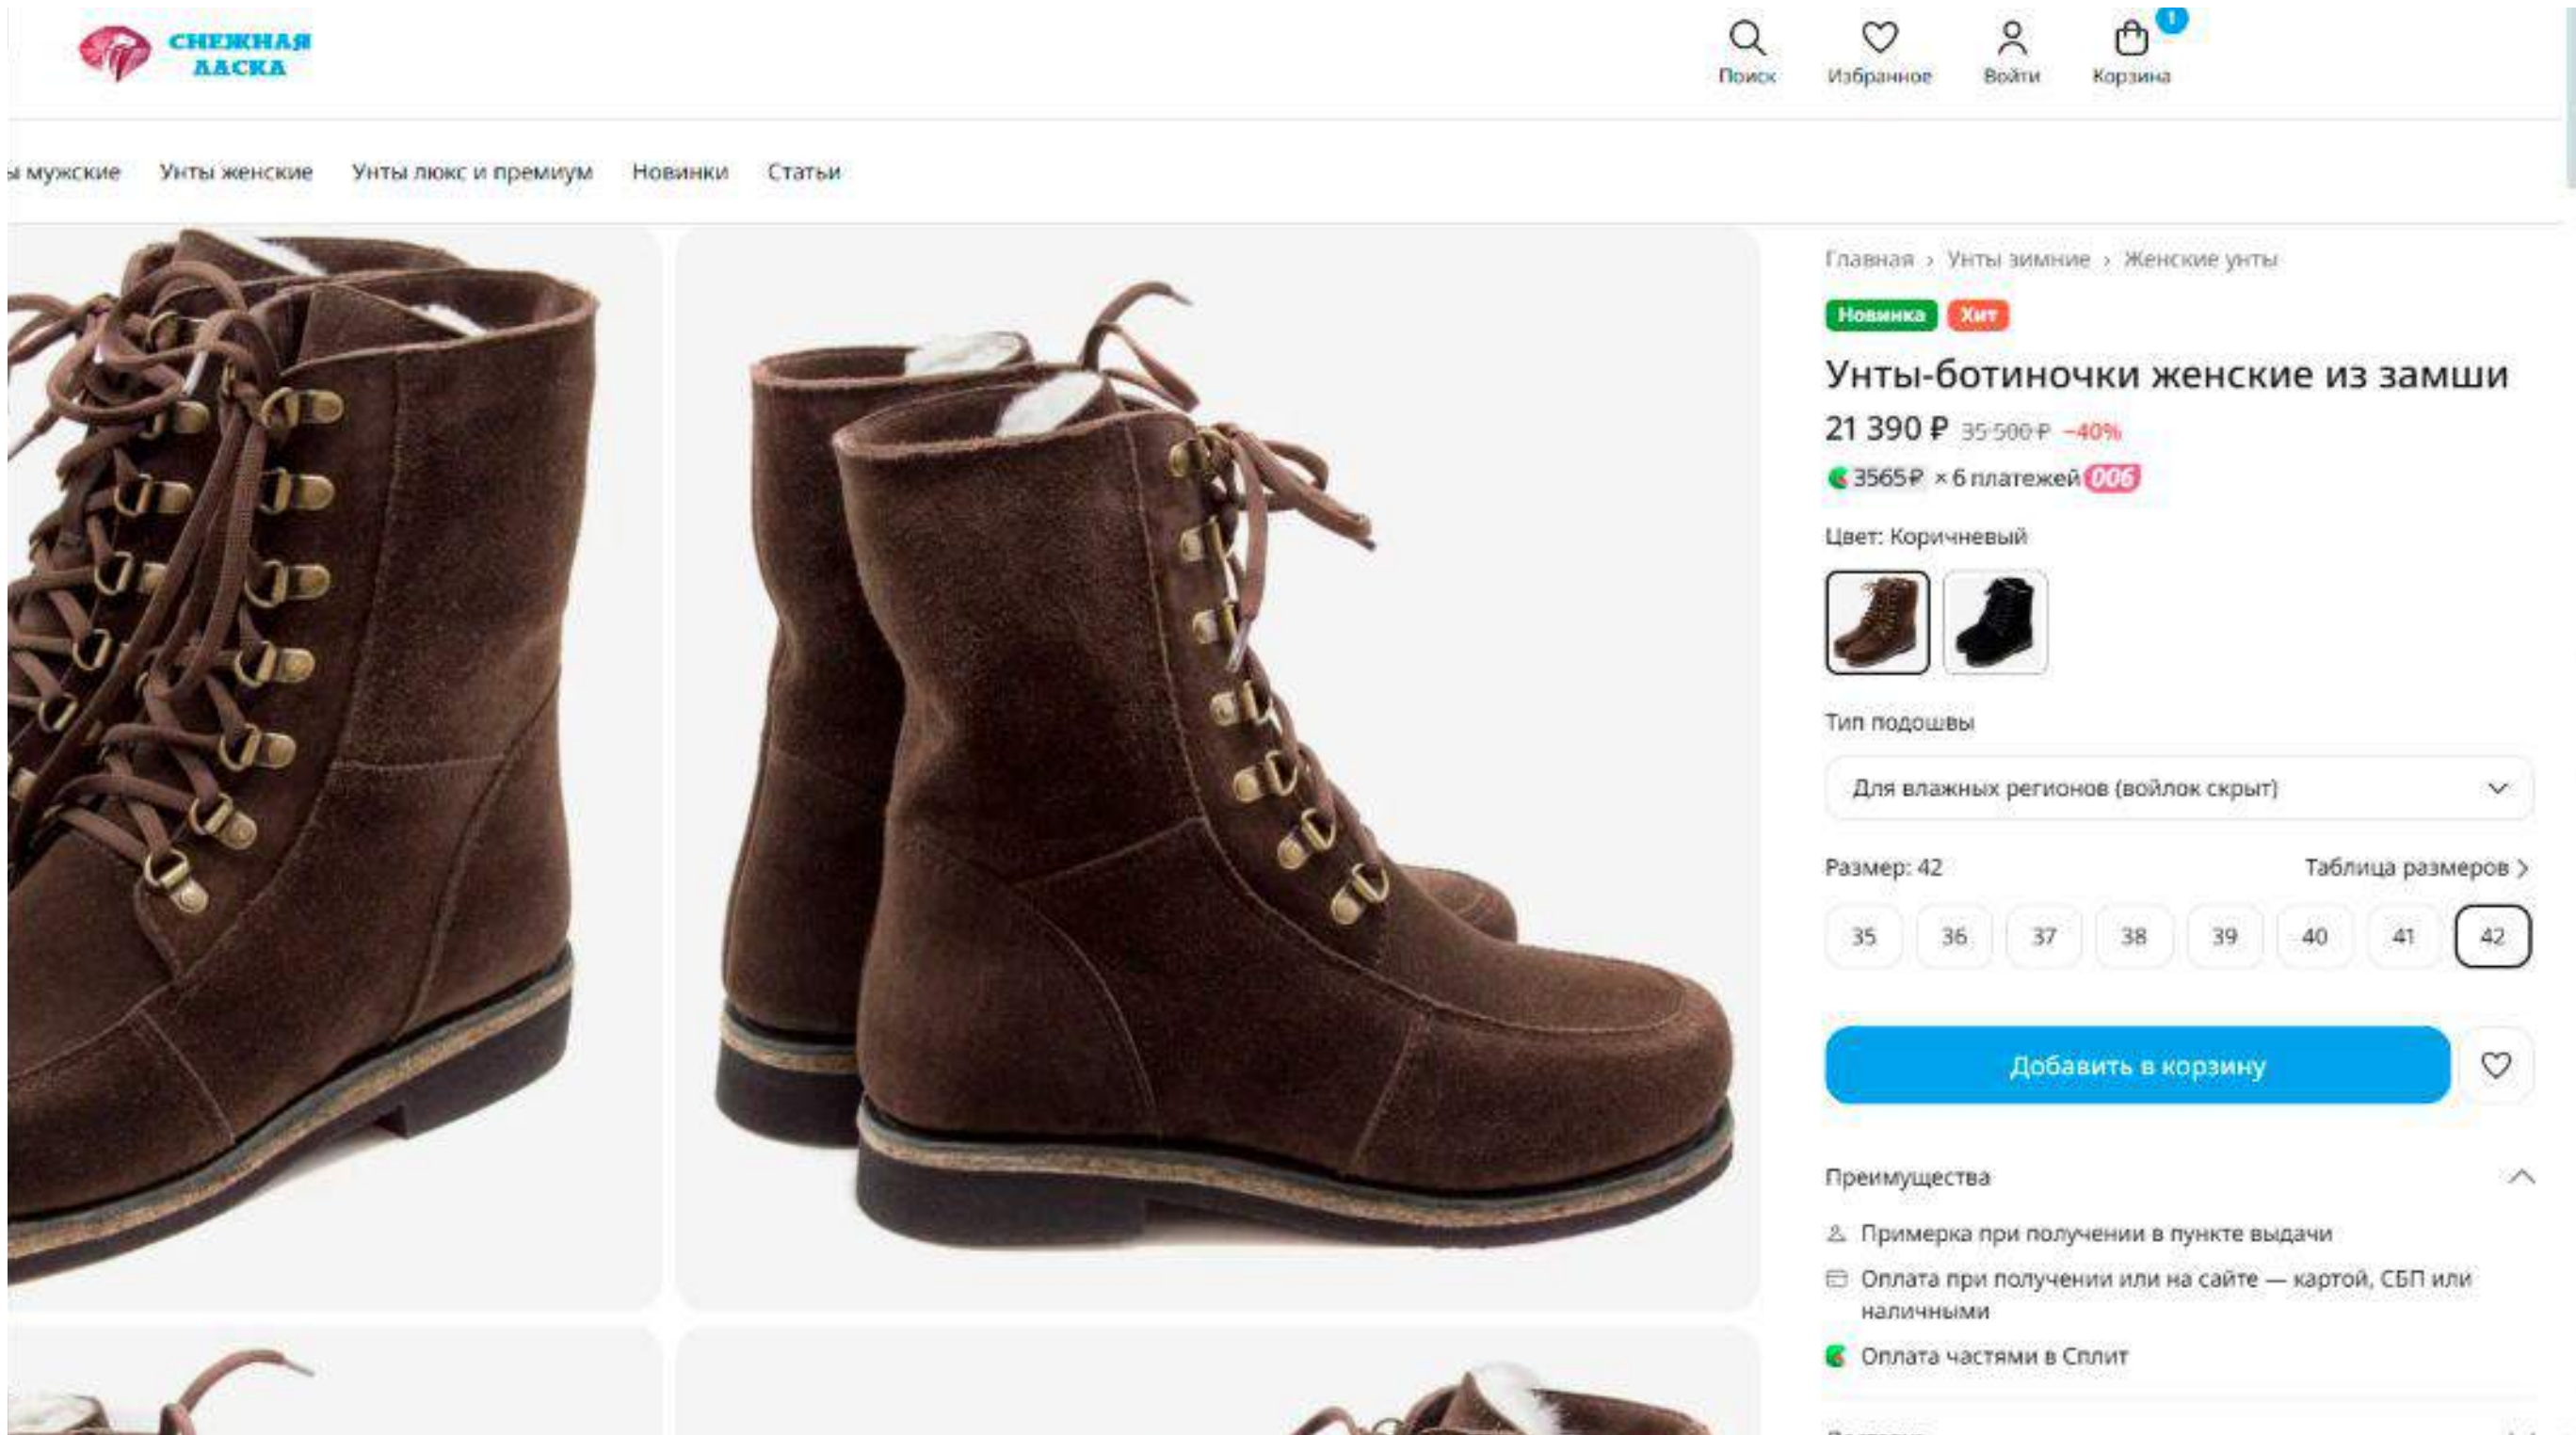 СНЕЖНАЯ
ЛАСКА
Поиск
Избранное
Войти
1
Корзина
ы мужские
Унты женские
Унты люкс и премиум
Новинки
Статьи
Главная › Унты зимние › Женские унты
Новинка
Хит
Унты-ботиночки женские из замши
21 390 ₽ 35 500 ₽ −40%
3565₽ × 6 платежей 006
Цвет: Коричневый
Тип подошвы
Для влажных регионов (войлок скрыт)
Размер: 42
Таблица размеров
35 36 37 38 39 40 41 42
Добавить в корзину
Преимущества
Примерка при получении в пункте выдачи
Оплата при получении или на сайте — картой, СБП или
наличными
Оплата частями в Сплит